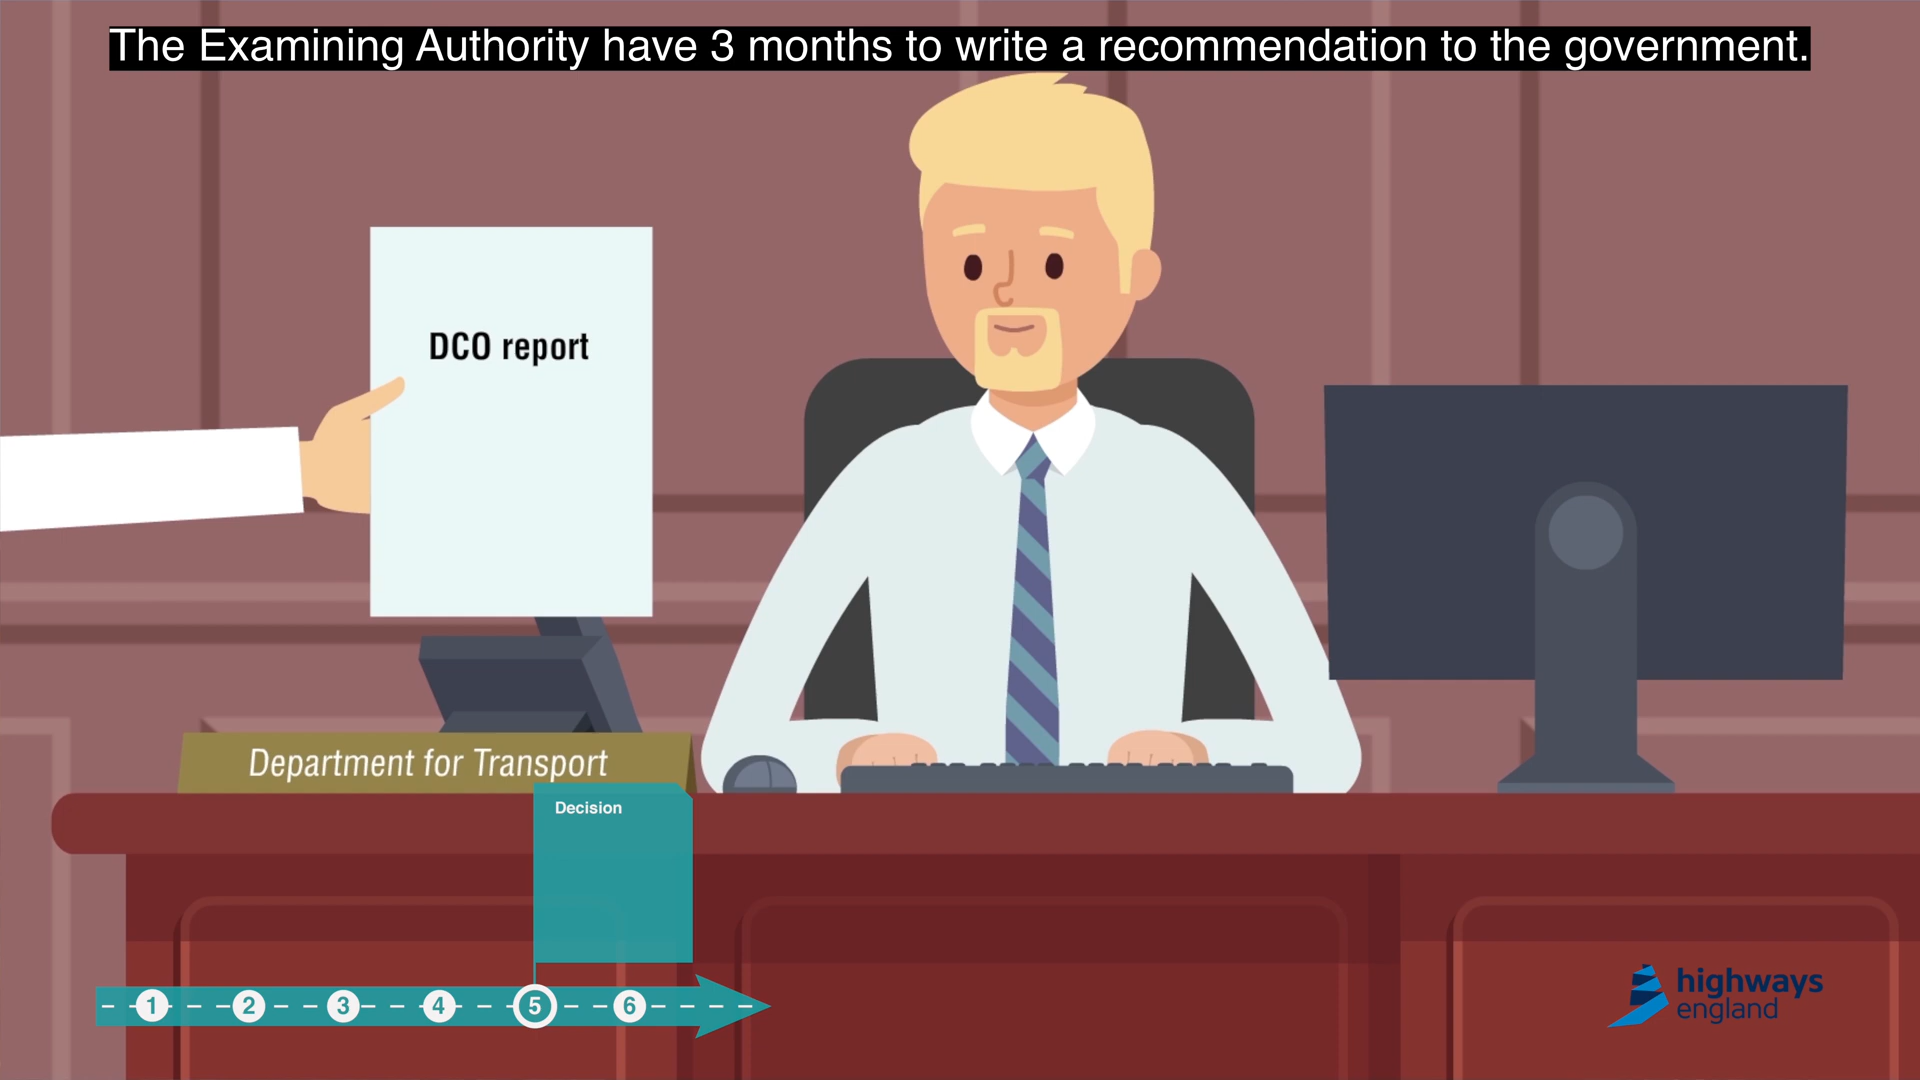 The Examining Authority have 3 months to write a recommendation to the government.
DCO report
Department for Transport
Decision
1 2 3 4 5 6
highways
england